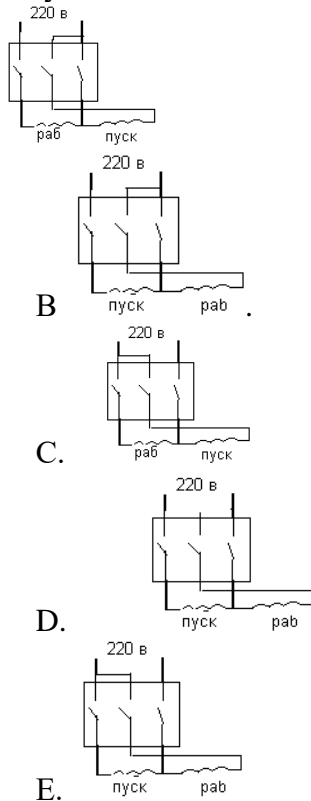 220 в
раб пуск
220 в
B пуск раб .
220 в
C. раб пуск
220 в
D. пуск раб
220 в
E. пуск раб